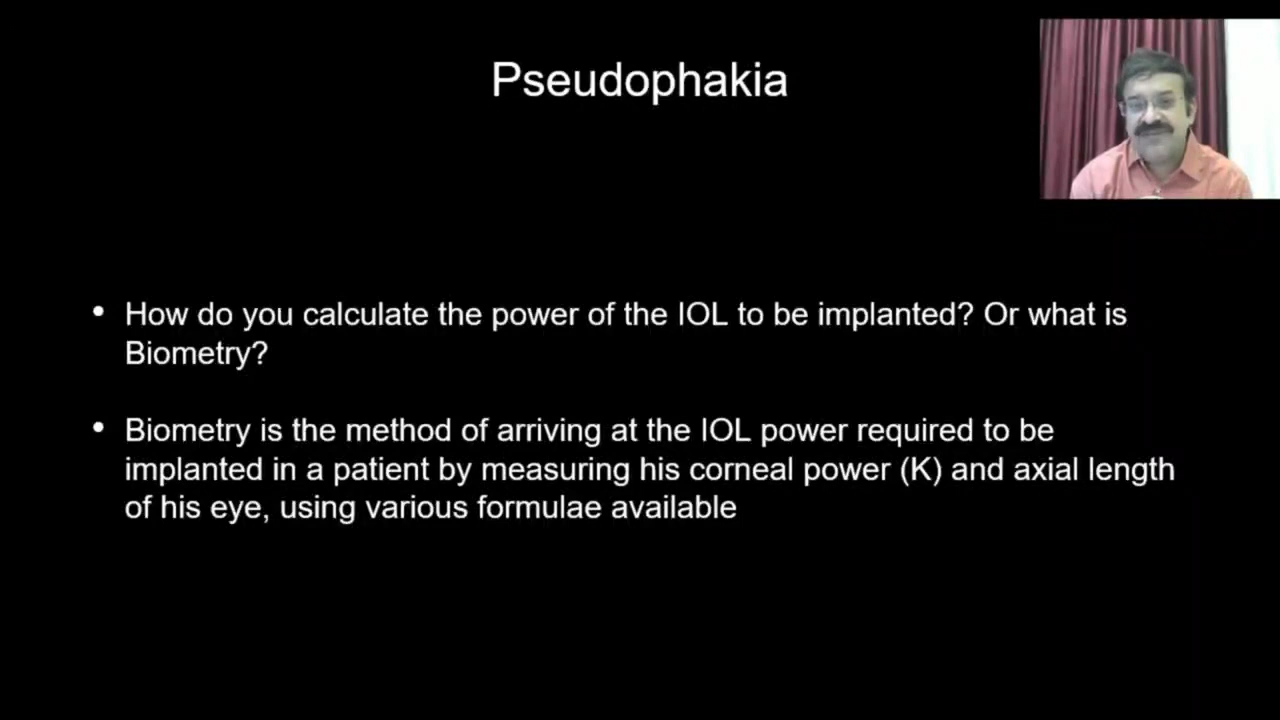 Pseudophakia
• How do you calculate the power of the IOL to be implanted? Or what is
Biometry?
• Biometry is the method of arriving at the IOL power required to be
implanted in a patient by measuring his corneal power (K) and axial length
of his eye, using various formulae available